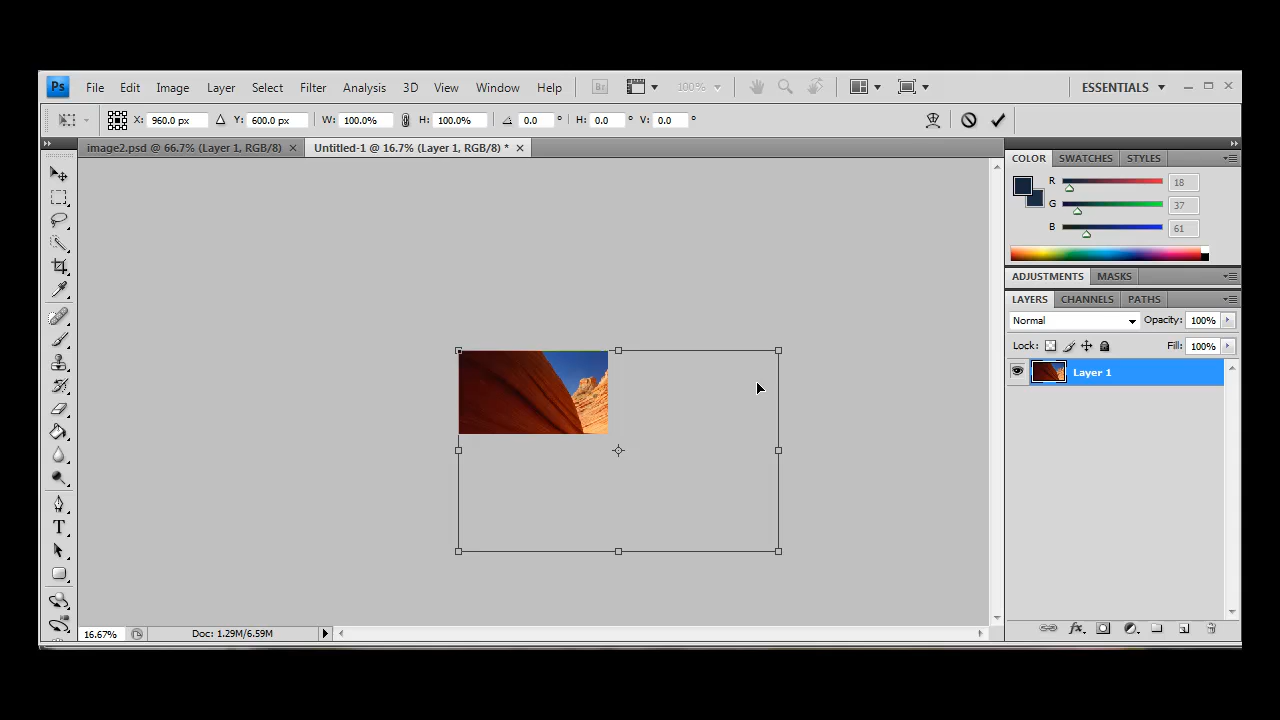 Ps File Edit Image Layer Select Filter Analysis 3D View Window Help Br 100% ESSENTIALS
X: 960.0 px Y: 600.0 px W: 100.0% H: 100.0% 0.0 ° H: 0.0 ° V: 0.0 °
image2.psd @ 66.7% (Layer 1, RGB/8) Untitled-1 @ 16.7% (Layer 1, RGB/8) *
COLOR SWATCHES STYLES
R 18
G 37
B 61
ADJUSTMENTS MASKS
LAYERS CHANNELS PATHS
Normal Opacity: 100%
Lock: Fill: 100%
Layer 1
T
fx
16.67% Doc: 1.29M/6.59M